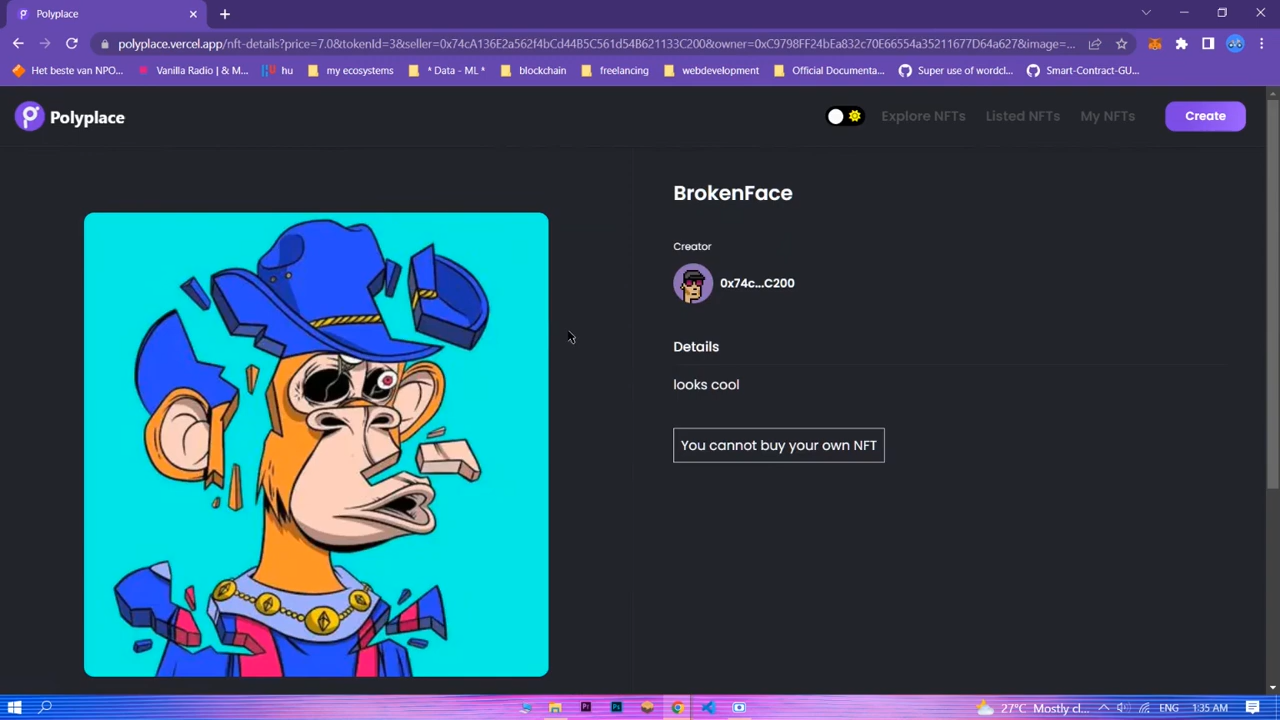 Polyplace
polyplace.vercel.app/nft-details?price=7.0&tokenId=3&seller=0x74cA136E2a562f4bCd44B5C561d54B621133C200&owner=0xC9798FF24bEa832c70E66554a35211677D64a627&image=...
Het beste van NPO... Vanilla Radio | & M... hu my ecosystems * Data - ML * blockchain freelancing webdevelopment Official Documenta... Super use of wordcl... Smart-Contract-GU...
Polyplace Explore NFTs Listed NFTs My NFTs Create
BrokenFace
Creator
0x74c...C200
Details
looks cool
You cannot buy your own NFT
27°C Mostly cl... ENG 1:35 AM